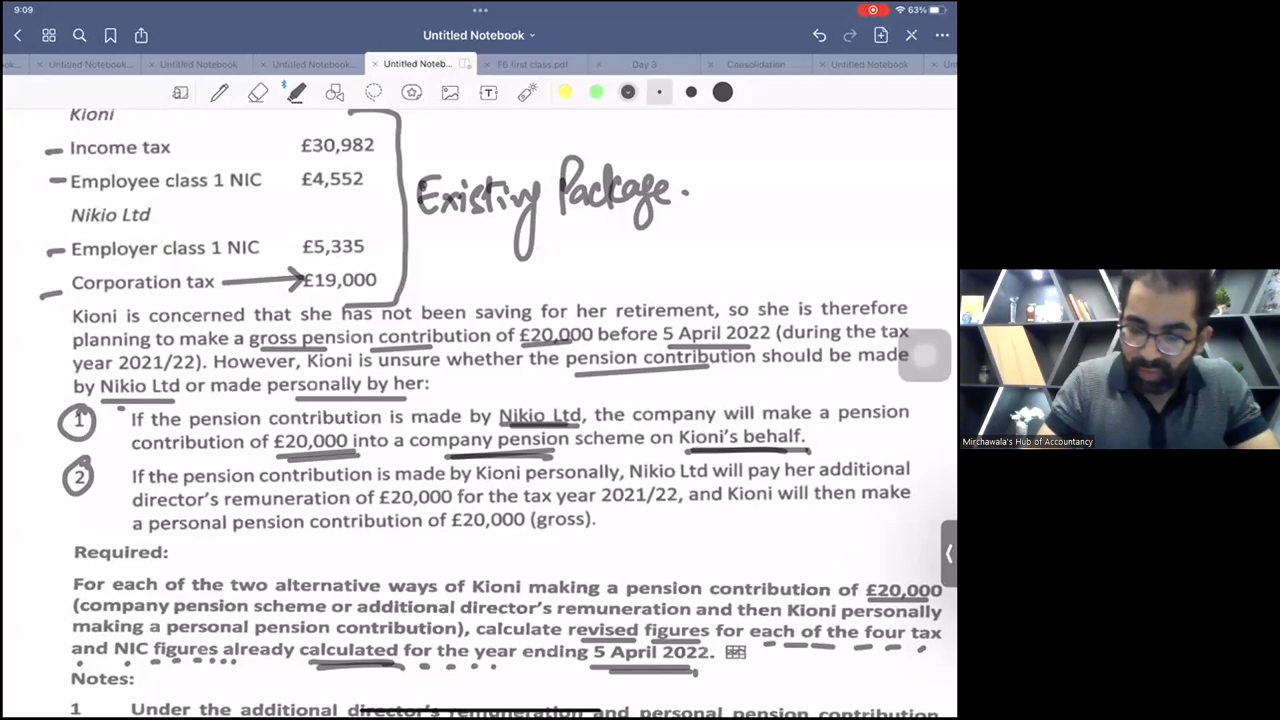 9:09
63%
Untitled Notebook
Untitled Notebook...
Untitled Notebook
Untitled Notebook...
Untitled Noteb...
F6 first class.pdf
Day 3
Consolidation
Untitled Notebook
Kioni
Income tax £30,982
Employee class 1 NIC £4,552
Existing Package.
Nikio Ltd
Employer class 1 NIC £5,335
Corporation tax £19,000
Kioni is concerned that she has not been saving for her retirement, so she is therefore
planning to make a gross pension contribution of £20,000 before 5 April 2022 (during the tax
year 2021/22). However, Kioni is unsure whether the pension contribution should be made
by Nikio Ltd or made personally by her:
1 If the pension contribution is made by Nikio Ltd, the company will make a pension
contribution of £20,000 into a company pension scheme on Kioni's behalf.
2 If the pension contribution is made by Kioni personally, Nikio Ltd will pay her additional
director's remuneration of £20,000 for the tax year 2021/22, and Kioni will then make
a personal pension contribution of £20,000 (gross).
Required:
For each of the two alternative ways of Kioni making a pension contribution of £20,000
(company pension scheme or additional director's remuneration and then Kioni personally
making a personal pension contribution), calculate revised figures for each of the four tax
and NIC figures already calculated for the year ending 5 April 2022.
Notes:
1 Under the additional director's remuneration and personal pension contribution
Mirchawala's Hub of Accountancy